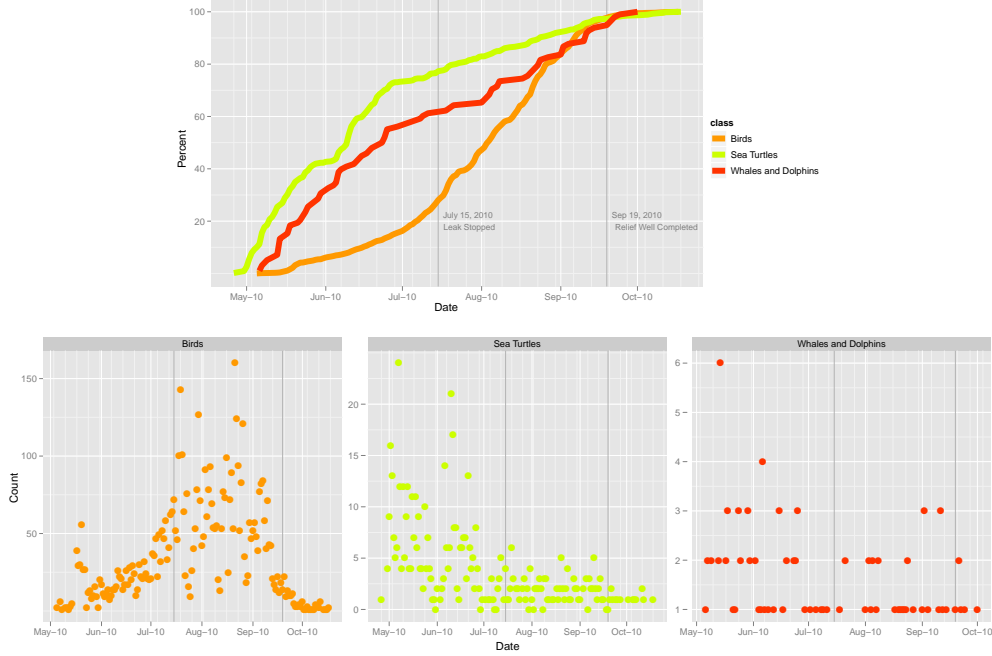 100
80
60
40
20
Percent
July 15, 2010
Leak Stopped
Sep 19, 2010
Relief Well Completed
May–10
Jun–10
Jul–10
Aug–10
Sep–10
Oct–10
Date
class
Birds
Sea Turtles
Whales and Dolphins
Birds
150
100
50
Count
May–10
Jun–10
Jul–10
Aug–10
Sep–10
Oct–10
Sea Turtles
20
15
10
5
0
May–10
Jun–10
Jul–10
Aug–10
Sep–10
Oct–10
Whales and Dolphins
6
5
4
3
2
1
May–10
Jun–10
Jul–10
Aug–10
Sep–10
Oct–10
Date